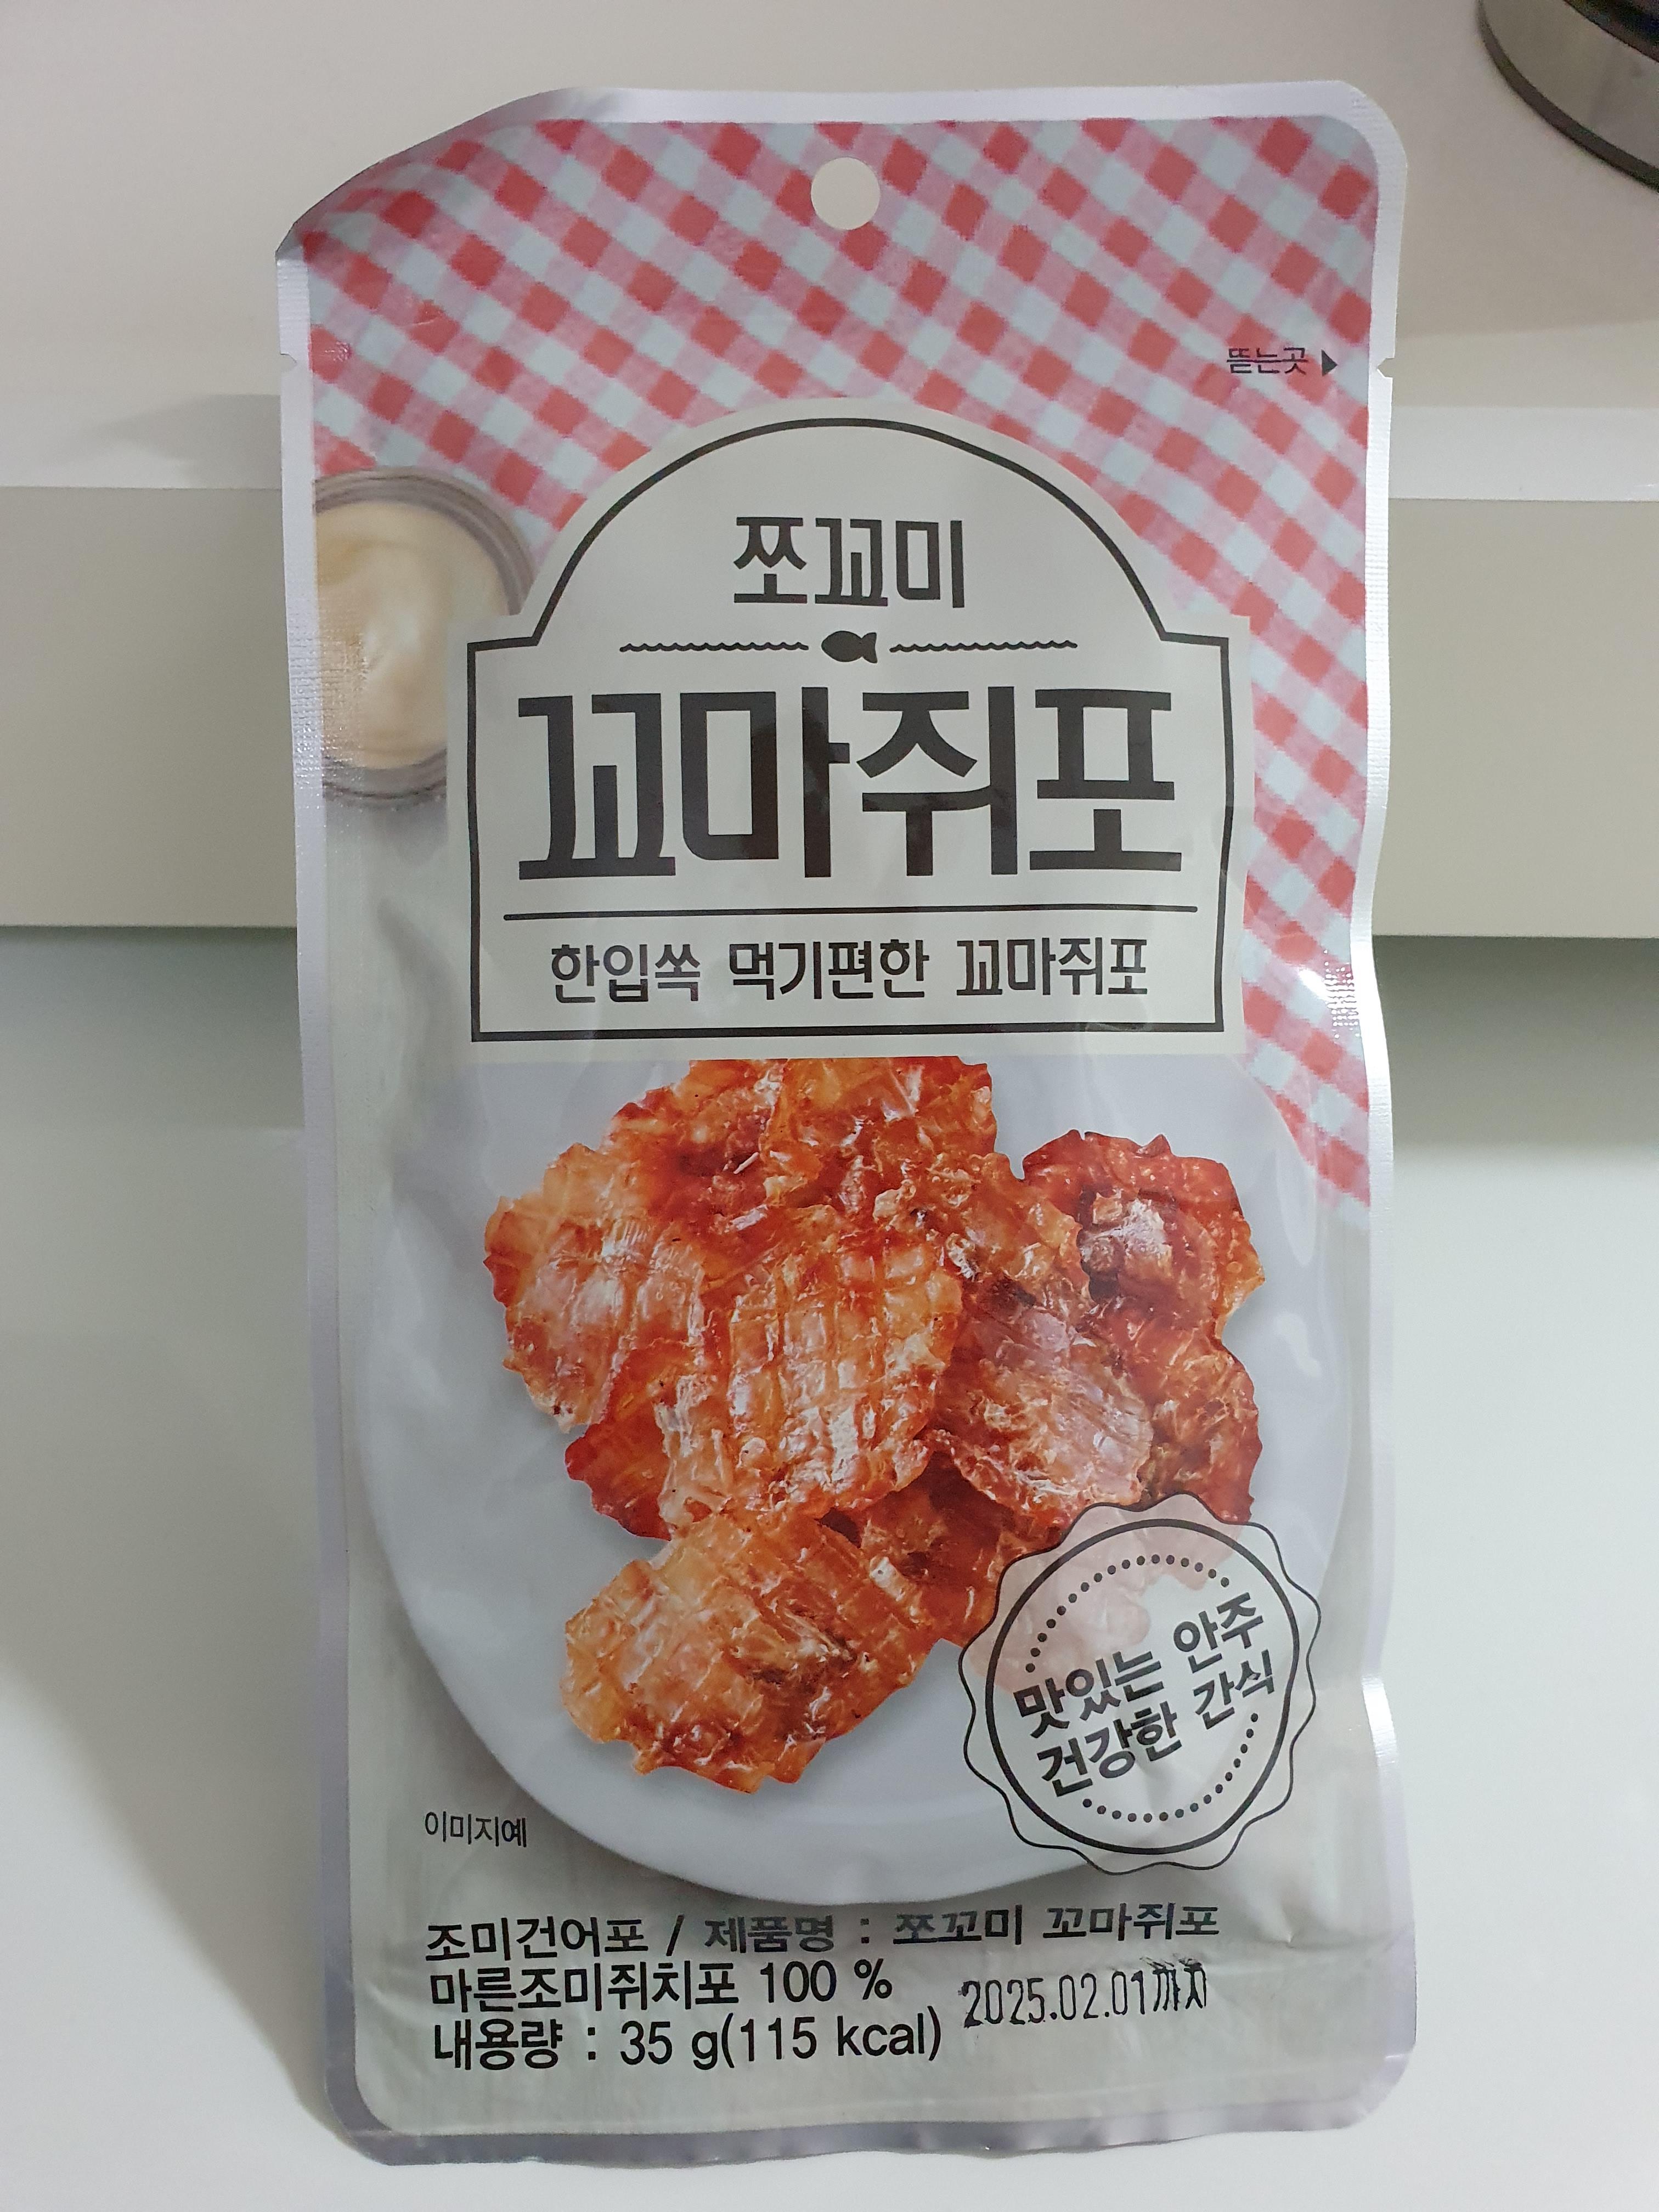 뜯는곳 ▶
쪼꼬미
꼬마쥐포
한입쏙 먹기편한 꼬마쥐포
맛있는 안주
건강한 간식
이미지예
조미건어포 / 제품명 : 쪼꼬미 꼬마쥐포
마른조미쥐치포 100 %
2025.02.01까지
내용량 : 35 g(115 kcal)